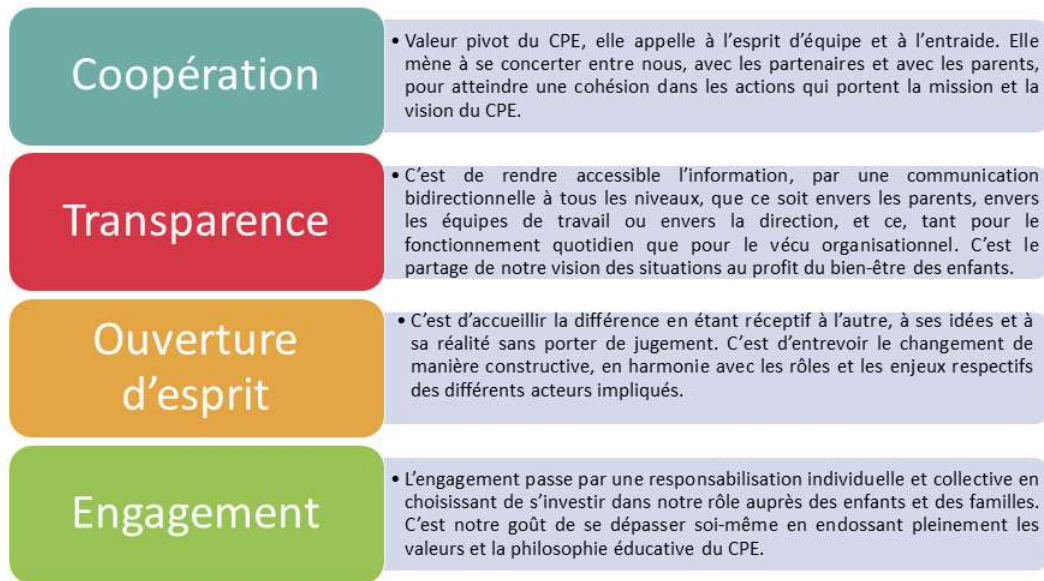 Coopération
• Valeur pivot du CPE, elle appelle à l’esprit d’équipe et à l’entraide. Elle
mène à se concerter entre nous, avec les partenaires et avec les parents,
pour atteindre une cohésion dans les actions qui portent la mission et la
vision du CPE.
Transparence
• C’est de rendre accessible l’information, par une communication
bidirectionnelle à tous les niveaux, que ce soit envers les parents, envers
les équipes de travail ou envers la direction, et ce, tant pour le
fonctionnement quotidien que pour le vécu organisationnel. C’est le
partage de notre vision des situations au profit du bien-être des enfants.
Ouverture
d’esprit
• C’est d’accueillir la différence en étant réceptif à l’autre, à ses idées et à
sa réalité sans porter de jugement. C’est d’entrevoir le changement de
manière constructive, en harmonie avec les rôles et les enjeux respectifs
des différents acteurs impliqués.
Engagement
• L’engagement passe par une responsabilisation individuelle et collective en
choisissant de s’investir dans notre rôle auprès des enfants et des familles.
C’est notre goût de se dépasser soi-même en endossant pleinement les
valeurs et la philosophie éducative du CPE.